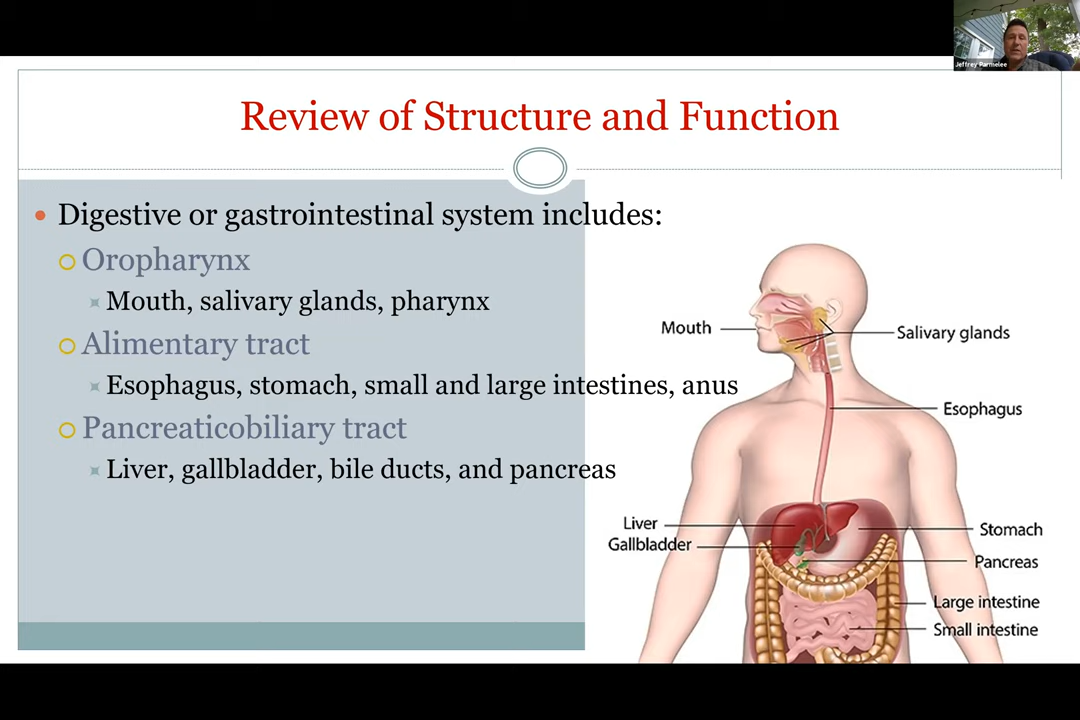 Jeffrey Parmelee
Review of Structure and Function
Digestive or gastrointestinal system includes:
Oropharynx
Mouth, salivary glands, pharynx
Alimentary tract
Esophagus, stomach, small and large intestines, anus
Pancreaticobiliary tract
Liver, gallbladder, bile ducts, and pancreas
Mouth
Salivary glands
Esophagus
Liver
Gallbladder
Stomach
Pancreas
Large intestine
Small intestine